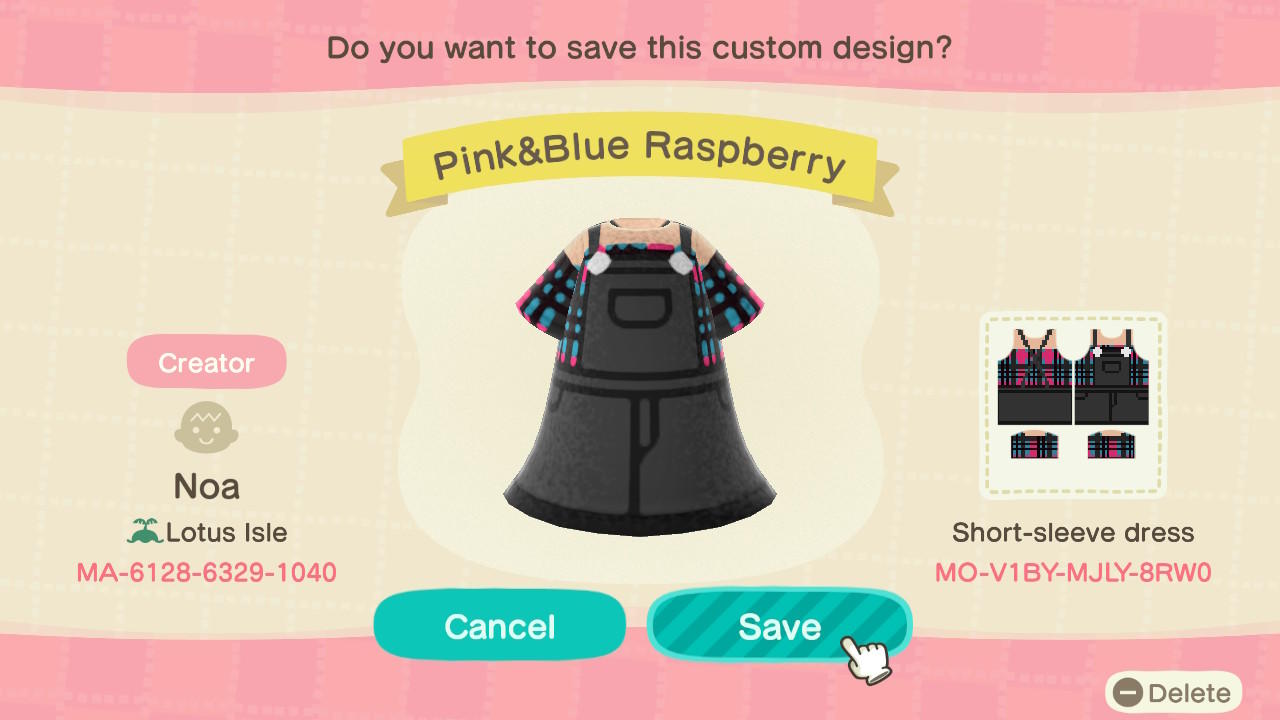 Do you want to save this custom design?
Pink&Blue Raspberry
Creator
Noa
Lotus Isle
MA-6128-6329-1040
Short-sleeve dress
MO-V1BY-MJLY-8RW0
Cancel
Save
Delete